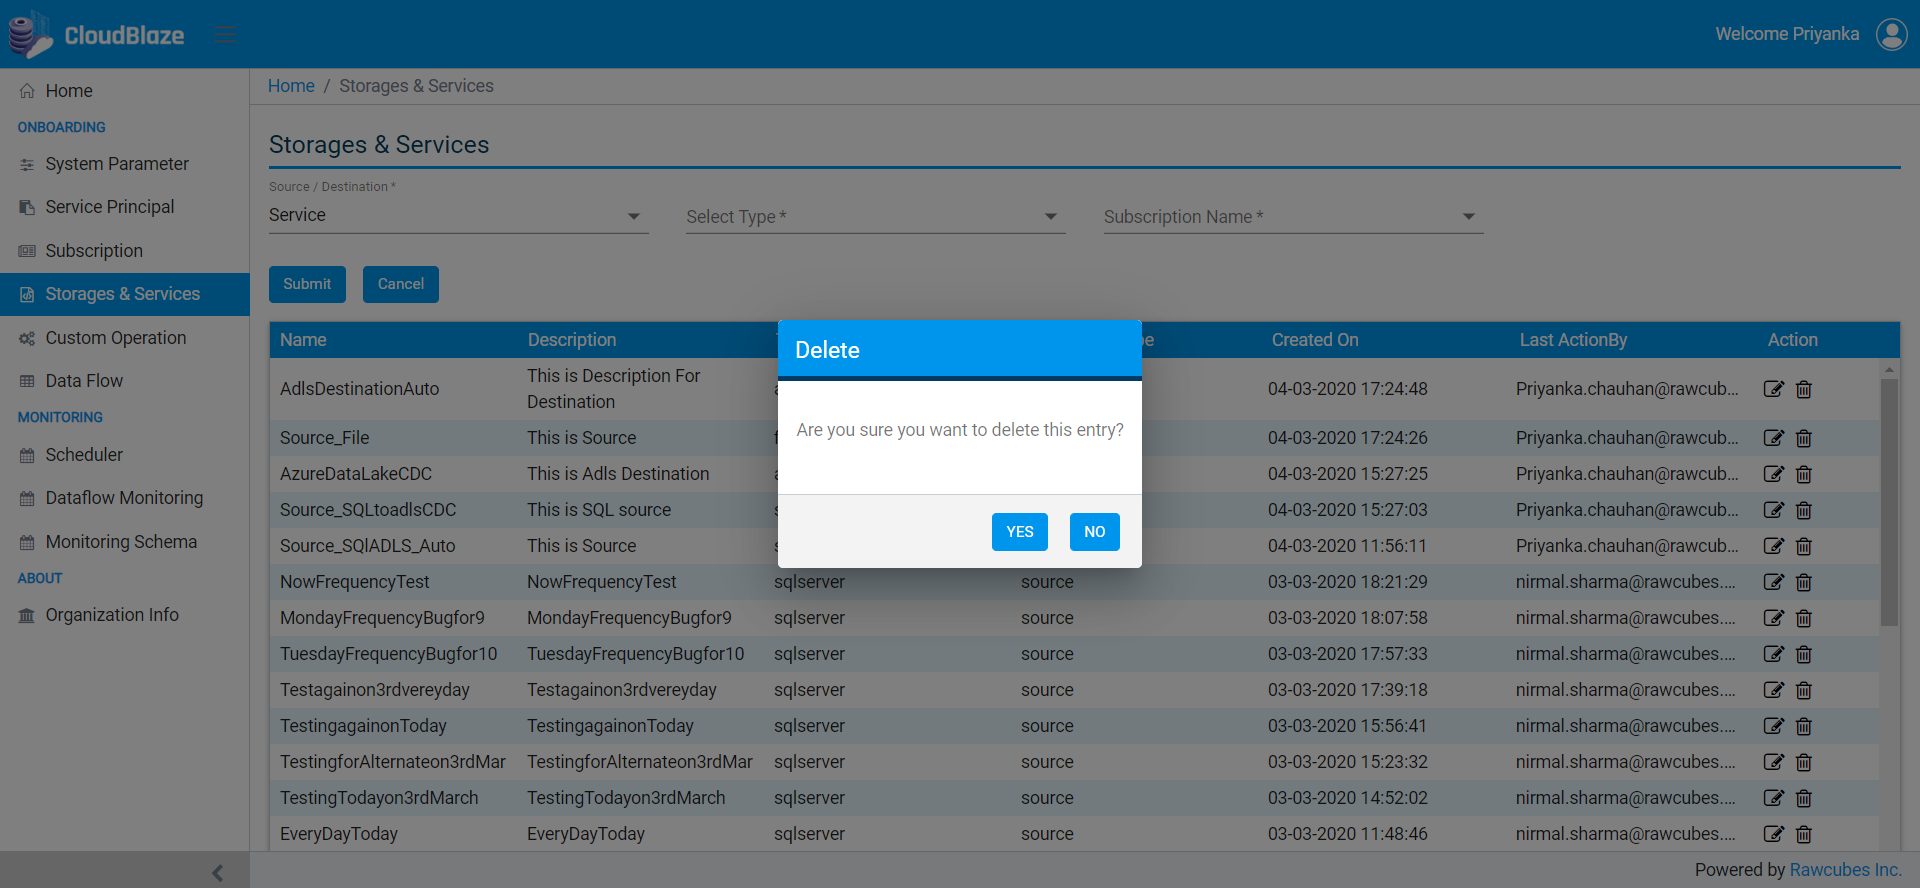 CloudBlaze
Welcome Priyanka
Home
ONBOARDING
System Parameter
Service Principal
Subscription
Storages & Services
Custom Operation
Data Flow
MONITORING
Scheduler
Dataflow Monitoring
Monitoring Schema
ABOUT
Organization Info
Home / Storages & Services
Storages & Services
Source / Destination *
Service
Select Type *
Subscription Name *
Submit Cancel
Name Description Created On Last ActionBy Action
AdlsDestinationAuto This is Description For Destination 04-03-2020 17:24:48 Priyanka.chauhan@rawcub...
Source_File This is Source 04-03-2020 17:24:26 Priyanka.chauhan@rawcub...
AzureDataLakeCDC This is Adls Destination 04-03-2020 15:27:25 Priyanka.chauhan@rawcub...
Source_SQLtoadlsCDC This is SQL source 04-03-2020 15:27:03 Priyanka.chauhan@rawcub...
Source_SQlADLS_Auto This is Source 04-03-2020 11:56:11 Priyanka.chauhan@rawcub...
NowFrequencyTest NowFrequencyTest sqlserver source 03-03-2020 18:21:29 nirmal.sharma@rawcubes....
MondayFrequencyBugfor9 MondayFrequencyBugfor9 sqlserver source 03-03-2020 18:07:58 nirmal.sharma@rawcubes....
TuesdayFrequencyBugfor10 TuesdayFrequencyBugfor10 sqlserver source 03-03-2020 17:57:33 nirmal.sharma@rawcubes....
Testagainon3rdvereyday Testagainon3rdvereyday sqlserver source 03-03-2020 17:39:18 nirmal.sharma@rawcubes....
TestingagainonToday TestingagainonToday sqlserver source 03-03-2020 15:56:41 nirmal.sharma@rawcubes....
TestingforAlternateon3rdMar TestingforAlternateon3rdMar sqlserver source 03-03-2020 15:23:32 nirmal.sharma@rawcubes....
TestingTodayon3rdMarch TestingTodayon3rdMarch sqlserver source 03-03-2020 14:52:02 nirmal.sharma@rawcubes....
EveryDayToday EveryDayToday sqlserver source 03-03-2020 11:48:46 nirmal.sharma@rawcubes....
Delete
Are you sure you want to delete this entry?
YES NO
Powered by Rawcubes Inc.